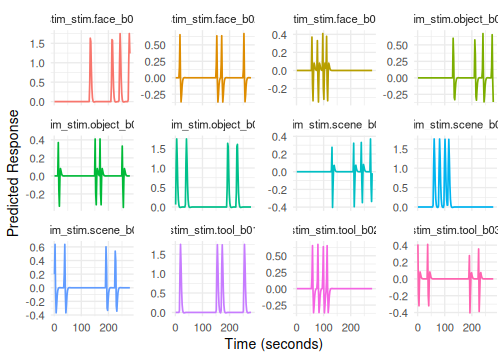 tim_stim.face_b0
tim_stim.face_b0
tim_stim.face_b0
im_stim.object_b
1.5
1.0
0.5
0.0
0.50
0.25
0.00
-0.25
0.4
0.2
0.0
-0.2
-0.4
0.50
0.25
0.00
-0.25
im_stim.object_b0
im_stim.object_b0
im_stim.scene_b0
im_stim.scene_b0
0.4
0.2
0.0
-0.2
1.5
1.0
0.5
0.0
0.4
0.2
0.0
-0.2
-0.4
1.5
1.0
0.5
0.0
im_stim.scene_b0
tim_stim.tool_b01
stim_stim.tool_b02
stim_stim.tool_b03
0.6
0.4
0.2
0.0
-0.2
-0.4
1.5
1.0
0.5
0.0
0.50
0.25
0.00
-0.25
0.4
0.2
0.0
-0.2
-0.4
0 100 200
0 100 200
0 100 200
0 100 200
Time (seconds)
Predicted Response